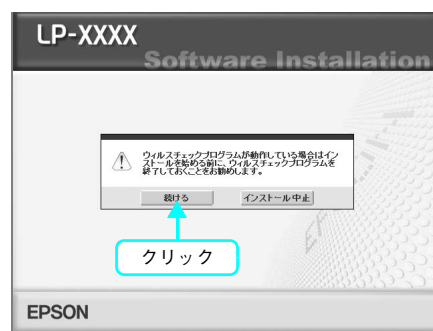 LP-XXXX
Software Installation
ウィルスチェックプログラムが動作している場合はイン
ストールを始める前に、ウィルスチェックプログラムを
終了しておくことをお勧めします。
続ける インストール中止
クリック
EPSON